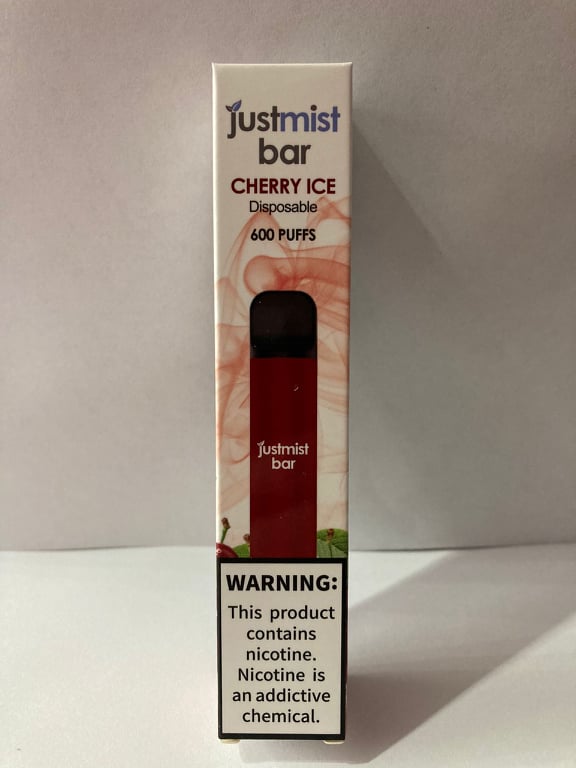 justmist
bar
CHERRY ICE
Disposable
600 PUFFS
justmist
bar
WARNING:
This product
contains
nicotine.
Nicotine is
an addictive
chemical.